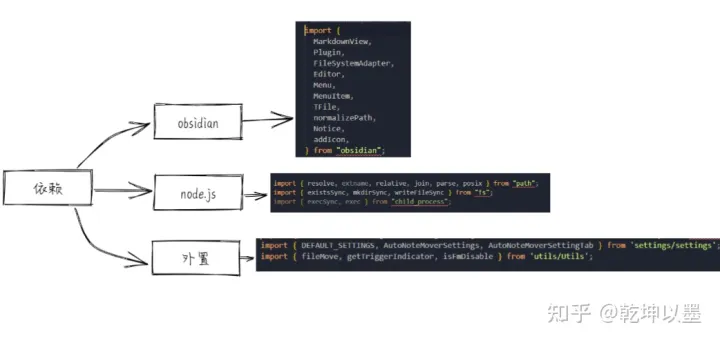 依赖
obsidian
import {
MarkdownView,
Plugin,
FileSystemAdapter,
Editor,
Menu,
MenuItem,
TFile,
normalizePath,
Notice,
addIcon,
} from "obsidian";
node.js
import { resolve, extname, relative, join, parse, posix } from "path";
import { existsSync, mkdirSync, writeFileSync } from "fs";
import { execSync, exec } from "child_process";
外置
import { DEFAULT_SETTINGS, AutoNoteMoverSettings, AutoNoteMoverSettingTab } from 'settings/settings';
import { fileMove, getTriggerIndicator, isFmDisable } from 'utils/Utils';
知乎 @乾坤以墨